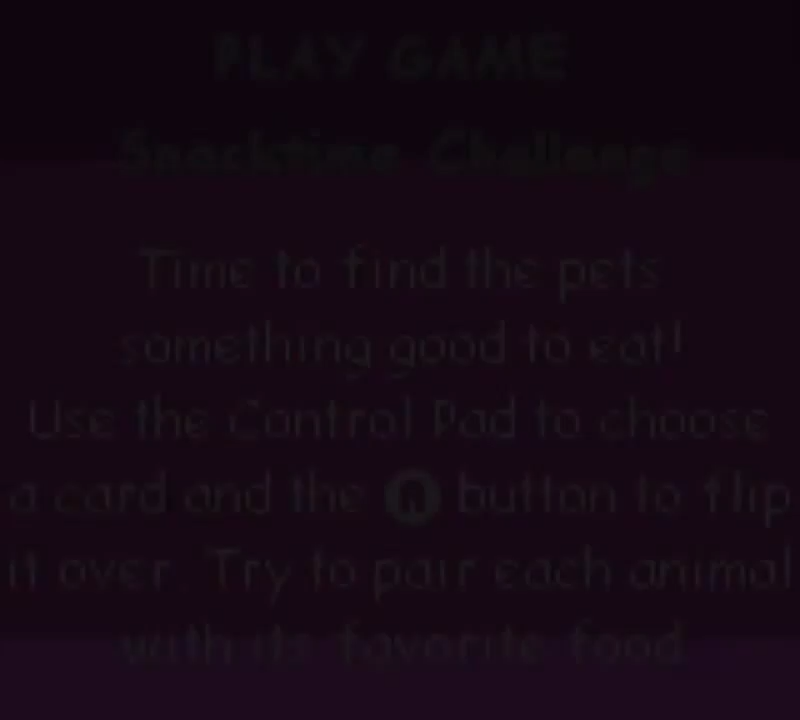 PLAY GAME
Snacktime Challenge
Time to find the pets
something good to eat!
Use the Control Pad to choose
a card and the A button to flip
it over. Try to pair each animal
with its favorite food